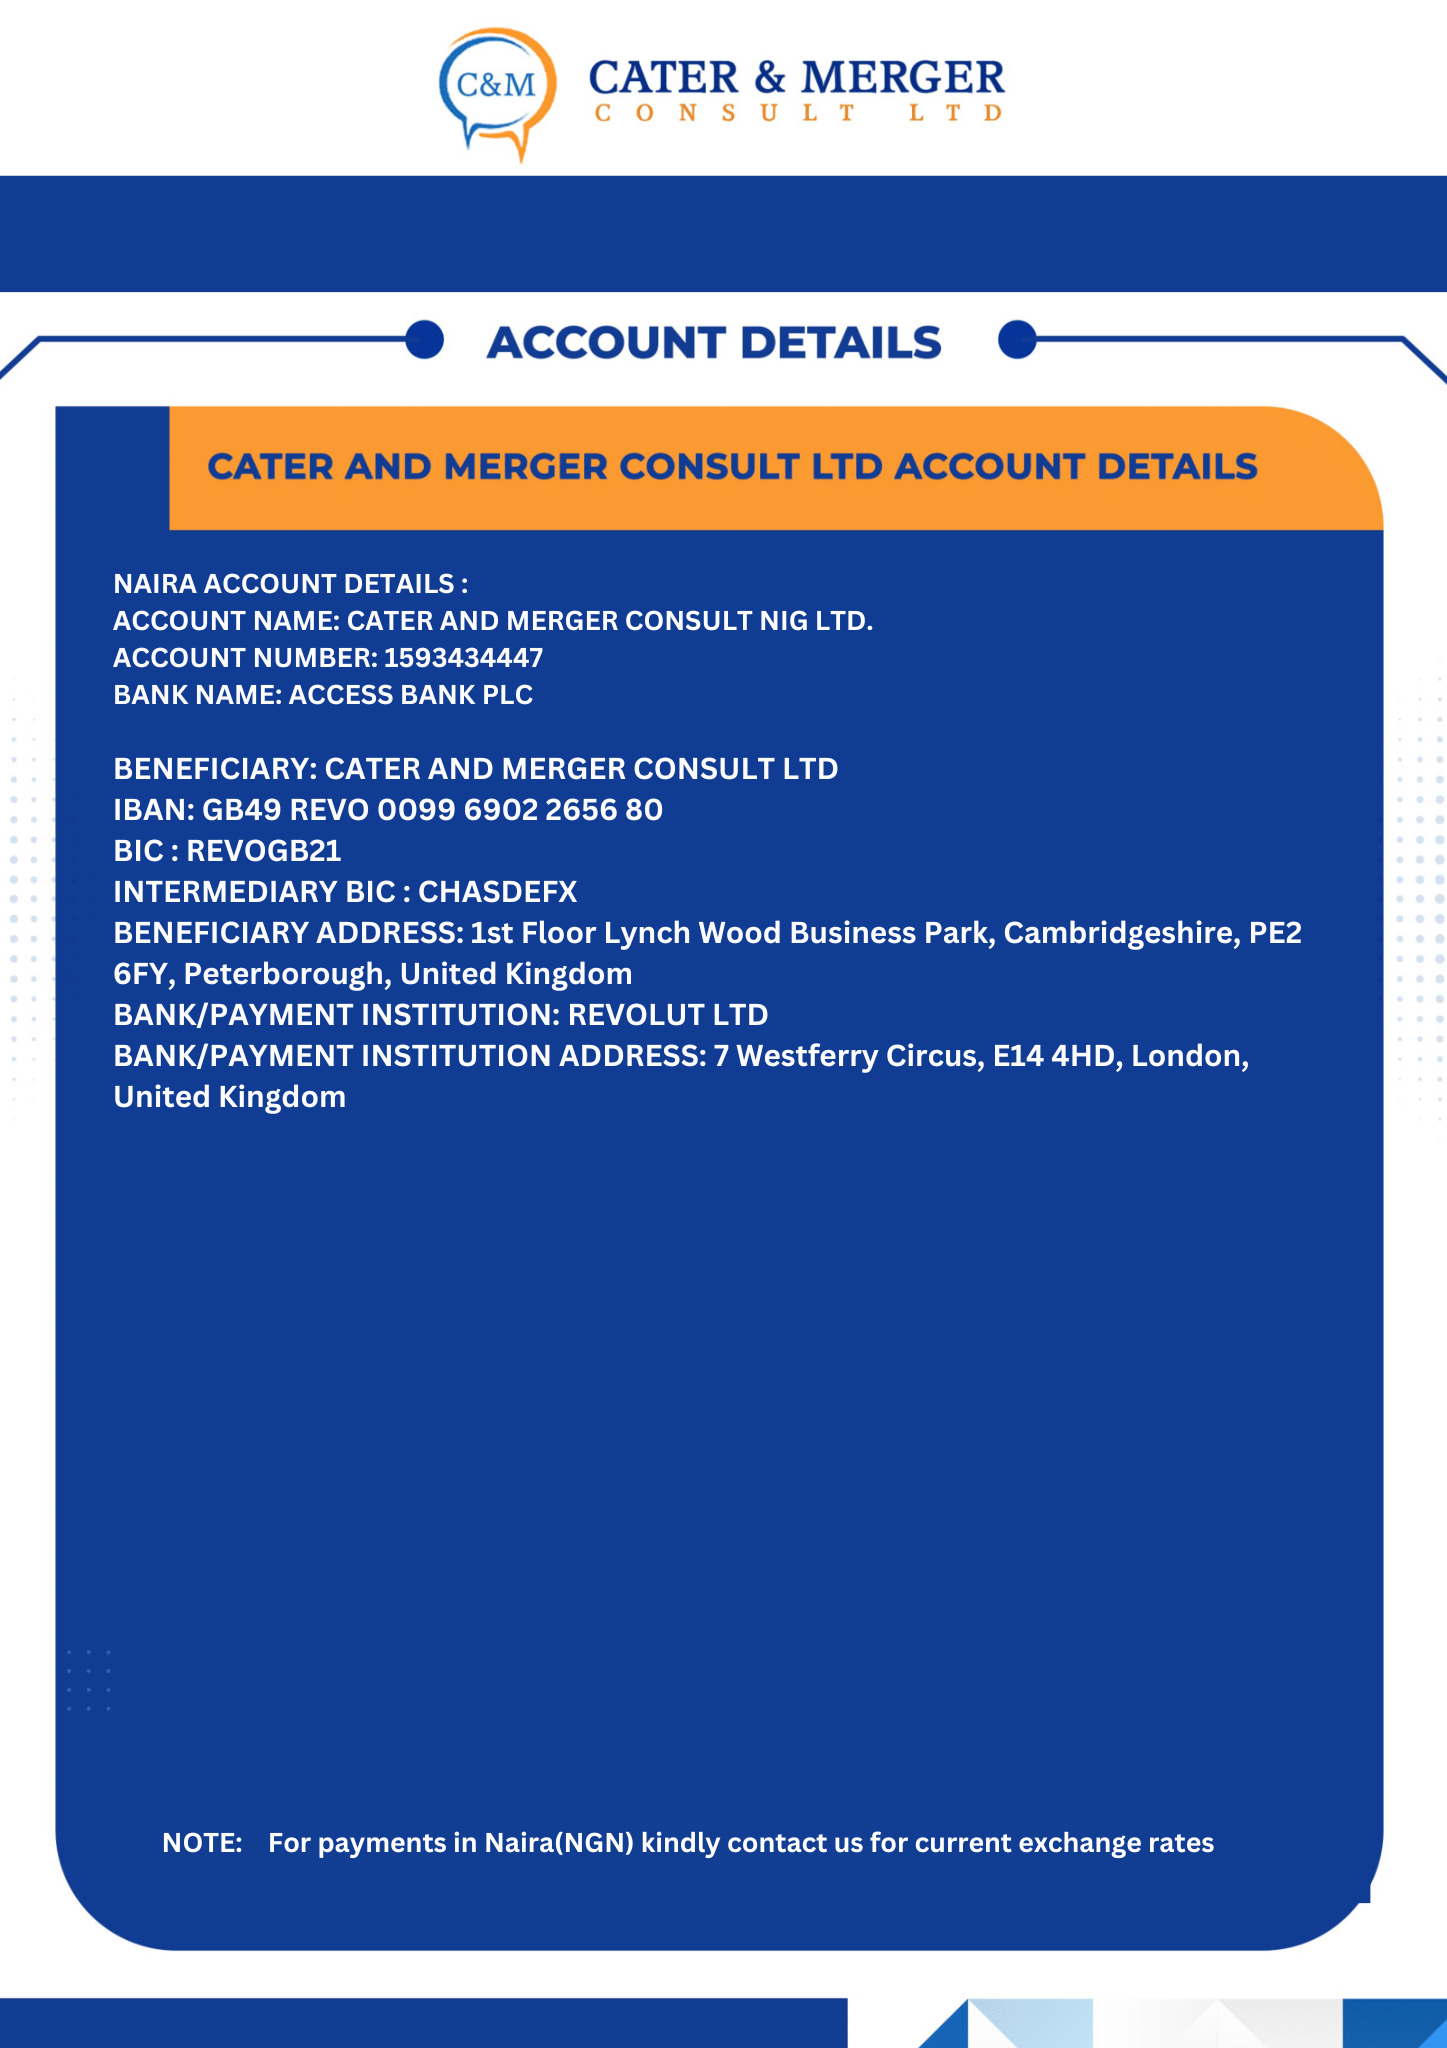 C&M
CATER & MERGER
CONSULT LTD
ACCOUNT DETAILS
CATER AND MERGER CONSULT LTD ACCOUNT DETAILS
NAIRA ACCOUNT DETAILS :
ACCOUNT NAME: CATER AND MERGER CONSULT NIG LTD.
ACCOUNT NUMBER: 1593434447
BANK NAME: ACCESS BANK PLC
BENEFICIARY: CATER AND MERGER CONSULT LTD
IBAN: GB49 REVO 0099 6902 2656 80
BIC : REVOGB21
INTERMEDIARY BIC : CHASDEFX
BENEFICIARY ADDRESS: 1st Floor Lynch Wood Business Park, Cambridgeshire, PE2
6FY, Peterborough, United Kingdom
BANK/PAYMENT INSTITUTION: REVOLUT LTD
BANK/PAYMENT INSTITUTION ADDRESS: 7 Westferry Circus, E14 4HD, London,
United Kingdom
NOTE: For payments in Naira(NGN) kindly contact us for current exchange rates